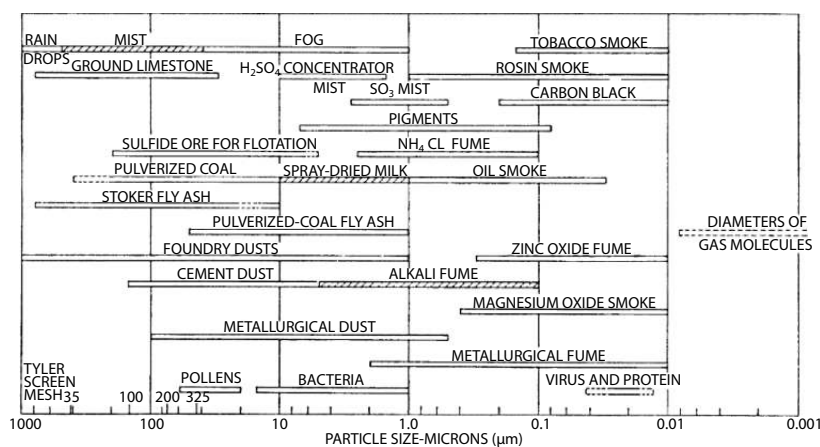 RAIN MIST FOG TOBACCO SMOKE
DROPS GROUND LIMESTONE H₂SO₄ CONCENTRATOR ROSIN SMOKE
MIST SO₃ MIST CARBON BLACK
PIGMENTS
SULFIDE ORE FOR FLOTATION NH₄ CL FUME
PULVERIZED COAL SPRAY-DRIED MILK OIL SMOKE
STOKER FLY ASH
PULVERIZED-COAL FLY ASH DIAMETERS OF
FOUNDRY DUSTS ZINC OXIDE FUME GAS MOLECULES
CEMENT DUST ALKALI FUME
MAGNESIUM OXIDE SMOKE
METALLURGICAL DUST
METALLURGICAL FUME
TYLER
SCREEN POLLENS BACTERIA VIRUS AND PROTEIN
MESH 35 100 200 325
1000 100 10 1.0 0.1 0.01 0.001
PARTICLE SIZE-MICRONS (μm)